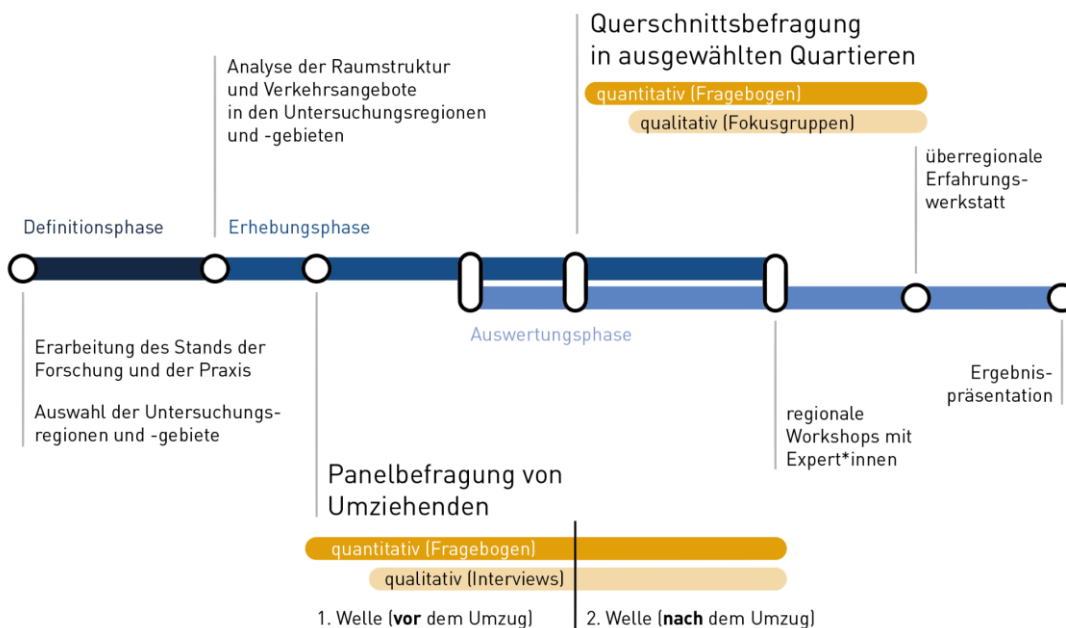 Querschnittsbefragung
in ausgewählten Quartieren
quantitativ (Fragebogen)
qualitativ (Fokusgruppen)
Analyse der Raumstruktur
und Verkehrsangebote
in den Untersuchungsregionen
und -gebieten
überregionale
Erfahrungs-
werkstatt
Definitionsphase
Erhebungsphase
Auswertungsphase
Erarbeitung des Stands der
Forschung und der Praxis
Auswahl der Untersuchungs-
regionen und -gebiete
Ergebnis-
präsentation
regionale
Workshops mit
Expert*innen
Panelbefragung von
Umziehenden
quantitativ (Fragebogen)
qualitativ (Interviews)
1. Welle (vor dem Umzug)
2. Welle (nach dem Umzug)